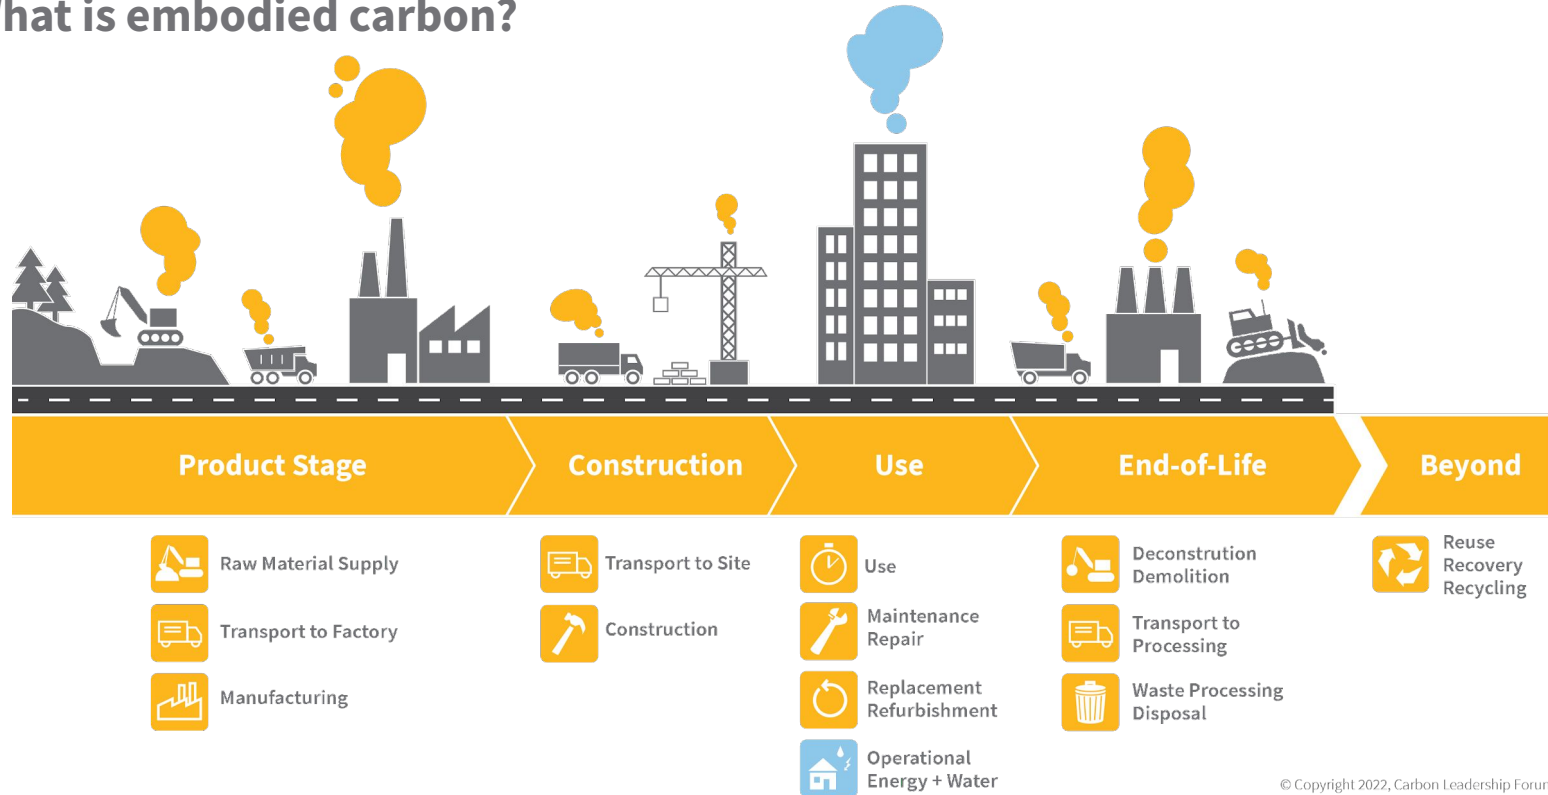 What is embodied carbon?
Product Stage
Construction
Use
End-of-Life
Beyond
Raw Material Supply
Transport to Factory
Manufacturing
Transport to Site
Construction
Use
Maintenance
Repair
Replacement
Refurbishment
Operational
Energy + Water
Deconstrution
Demolition
Transport to
Processing
Waste Processing
Disposal
Reuse
Recovery
Recycling
© Copyright 2022, Carbon Leadership Forum